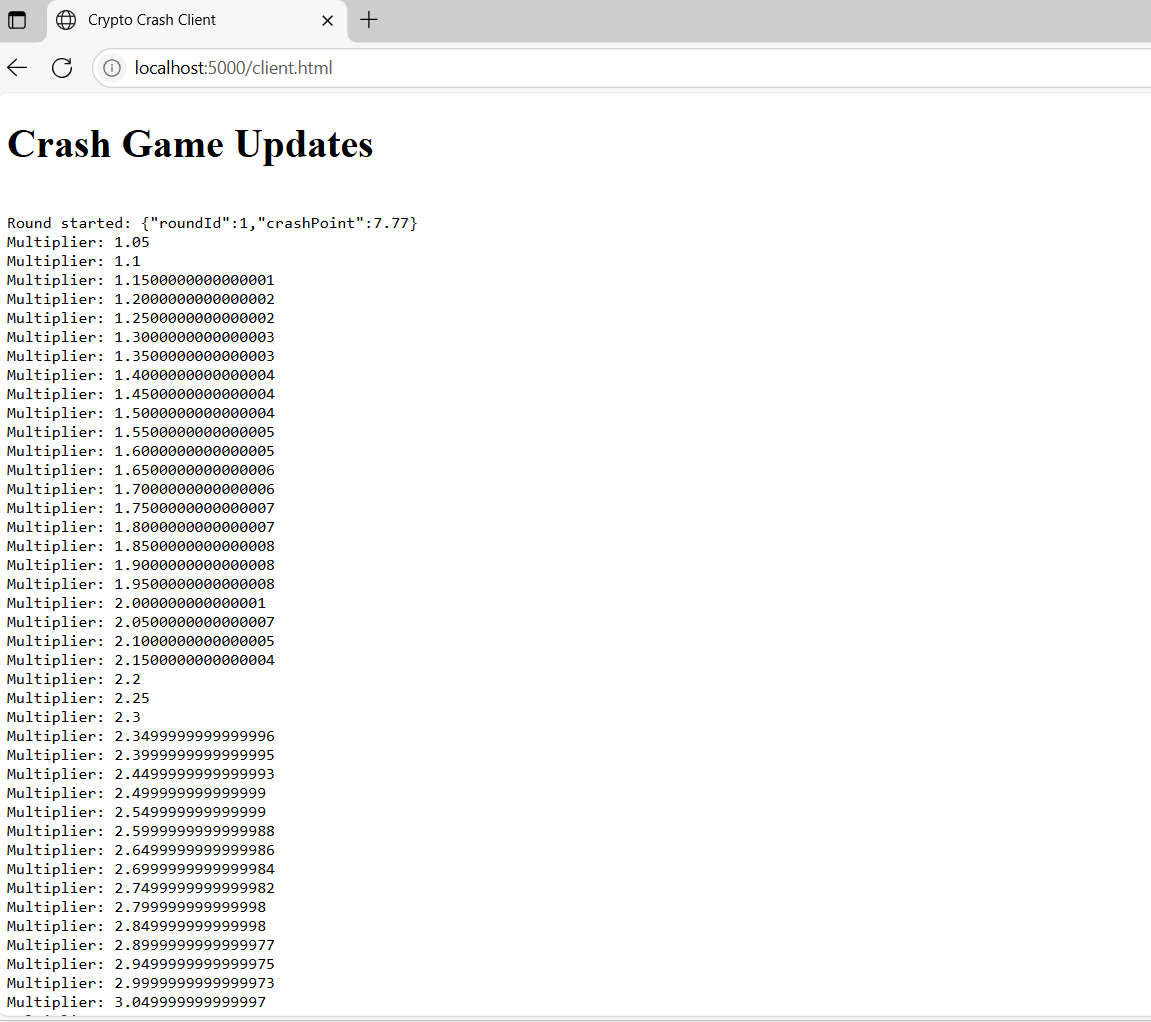 Crypto Crash Client
localhost:5000/client.html
Crash Game Updates
Round started: {"roundId":1,"crashPoint":7.77}
Multiplier: 1.05
Multiplier: 1.1
Multiplier: 1.1500000000000001
Multiplier: 1.2000000000000002
Multiplier: 1.2500000000000002
Multiplier: 1.3000000000000003
Multiplier: 1.3500000000000003
Multiplier: 1.4000000000000004
Multiplier: 1.4500000000000004
Multiplier: 1.5000000000000004
Multiplier: 1.5500000000000005
Multiplier: 1.6000000000000005
Multiplier: 1.6500000000000006
Multiplier: 1.7000000000000006
Multiplier: 1.7500000000000007
Multiplier: 1.8000000000000007
Multiplier: 1.8500000000000008
Multiplier: 1.9000000000000008
Multiplier: 1.9500000000000008
Multiplier: 2.000000000000001
Multiplier: 2.0500000000000007
Multiplier: 2.1000000000000005
Multiplier: 2.1500000000000004
Multiplier: 2.2
Multiplier: 2.25
Multiplier: 2.3
Multiplier: 2.3499999999999996
Multiplier: 2.3999999999999995
Multiplier: 2.4499999999999993
Multiplier: 2.499999999999999
Multiplier: 2.549999999999999
Multiplier: 2.5999999999999988
Multiplier: 2.6499999999999986
Multiplier: 2.6999999999999984
Multiplier: 2.7499999999999982
Multiplier: 2.799999999999998
Multiplier: 2.849999999999998
Multiplier: 2.8999999999999977
Multiplier: 2.9499999999999975
Multiplier: 2.9999999999999973
Multiplier: 3.049999999999997